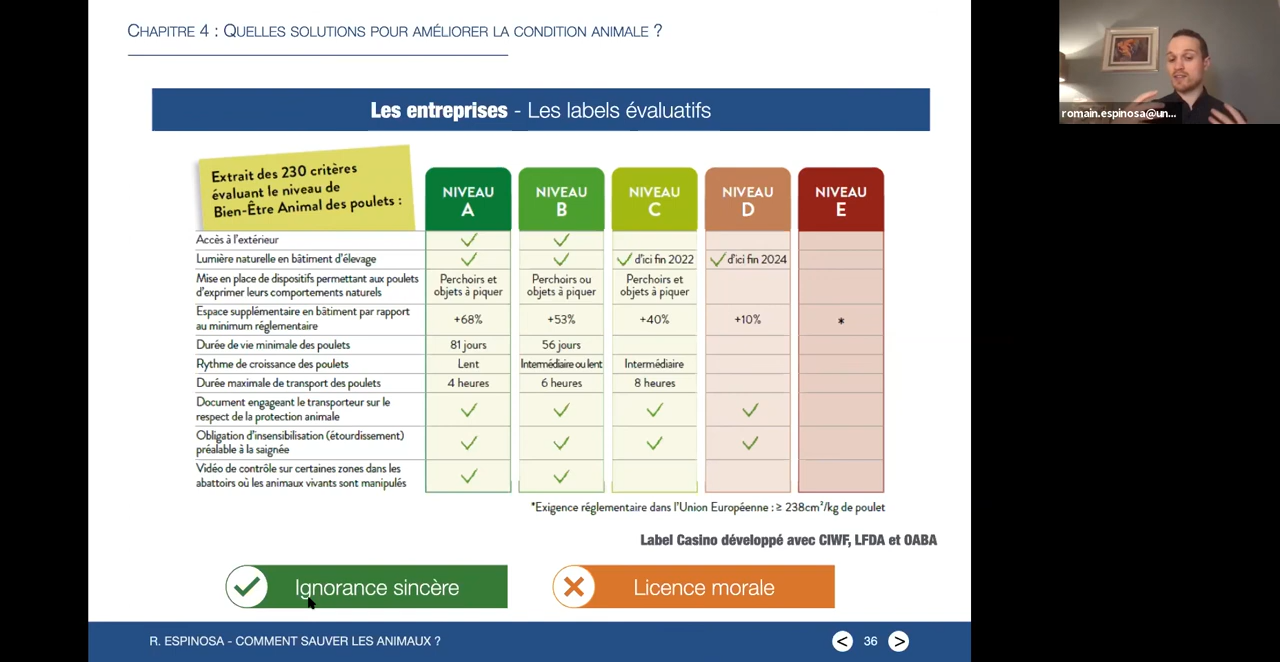 CHAPITRE 4 : QUELLES SOLUTIONS POUR AMÉLIORER LA CONDITION ANIMALE ?
romain.espinosa@un...
Les entreprises - Les labels évaluatifs
Extrait des 230 critères
évaluant le niveau de
Bien-Être Animal des poulets :
NIVEAU
A
NIVEAU
B
NIVEAU
C
NIVEAU
D
NIVEAU
E
Accès à l'extérieur
Lumière naturelle en bâtiment d'élevage
d'ici fin 2022
d'ici fin 2024
Mise en place de dispositifs permettant aux poulets
d'exprimer leurs comportements naturels
Perchoirs et
objets à piquer
Perchoirs ou
objets à piquer
Perchoirs et
objets à piquer
Espace supplémentaire en bâtiment par rapport
au minimum réglementaire
+68%
+53%
+40%
+10%
*
Durée de vie minimale des poulets
81 jours
56 jours
Rythme de croissance des poulets
Lent
Intermédiaire ou lent
Intermédiaire
Durée maximale de transport des poulets
4 heures
6 heures
8 heures
Document engageant le transporteur sur le
respect de la protection animale
Obligation d'insensibilisation (étourdissement)
préalable à la saignée
Vidéo de contrôle sur certaines zones dans les
abattoirs où les animaux vivants sont manipulés
*Exigence réglementaire dans l'Union Européenne : ≥ 238cm²/kg de poulet
Label Casino développé avec CIWF, LFDA et OABA
Ignorance sincère
Licence morale
R. ESPINOSA - COMMENT SAUVER LES ANIMAUX ?
< 36 >